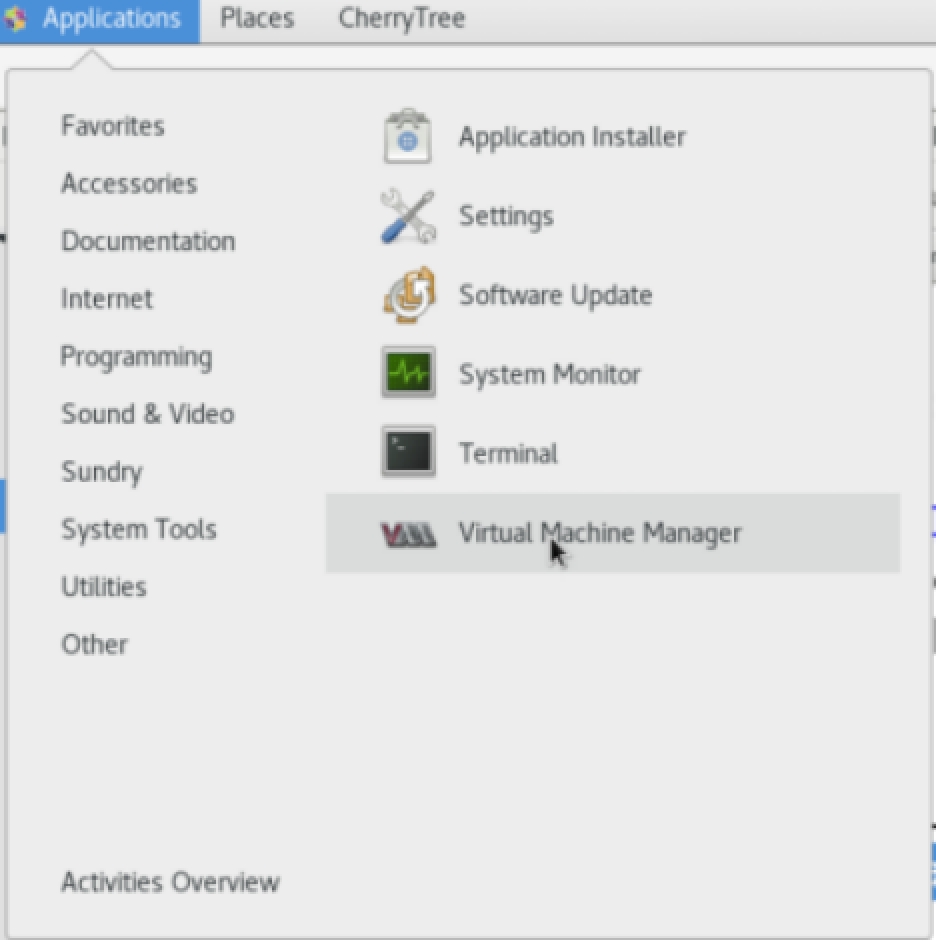 Applications Places CherryTree
Favorites
Accessories
Documentation
Internet
Programming
Sound & Video
Sundry
System Tools
Utilities
Other
Application Installer
Settings
Software Update
System Monitor
Terminal
Virtual Machine Manager
Activities Overview